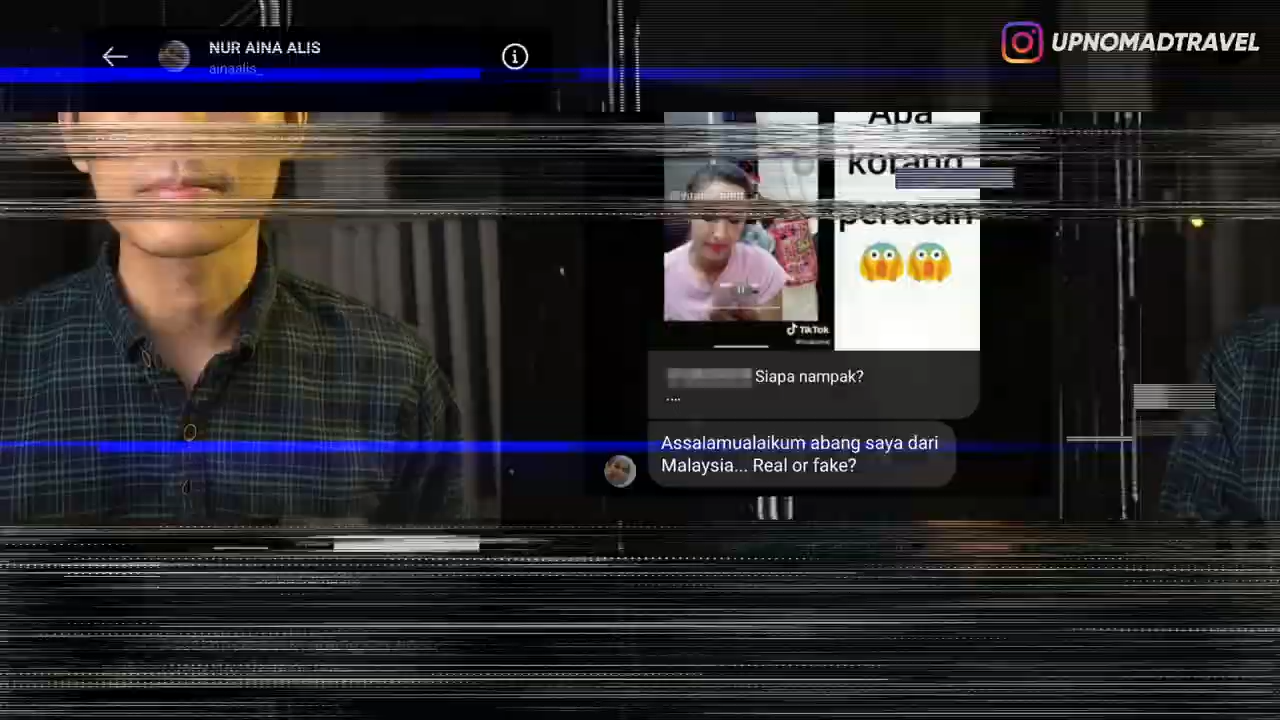 NUR AINA ALIS
ainaalis_
UPNOMADTRAVEL
Apa
korang
perasan
TikTok
Siapa nampak?
....
Assalamualaikum abang saya dari
Malaysia... Real or fake?